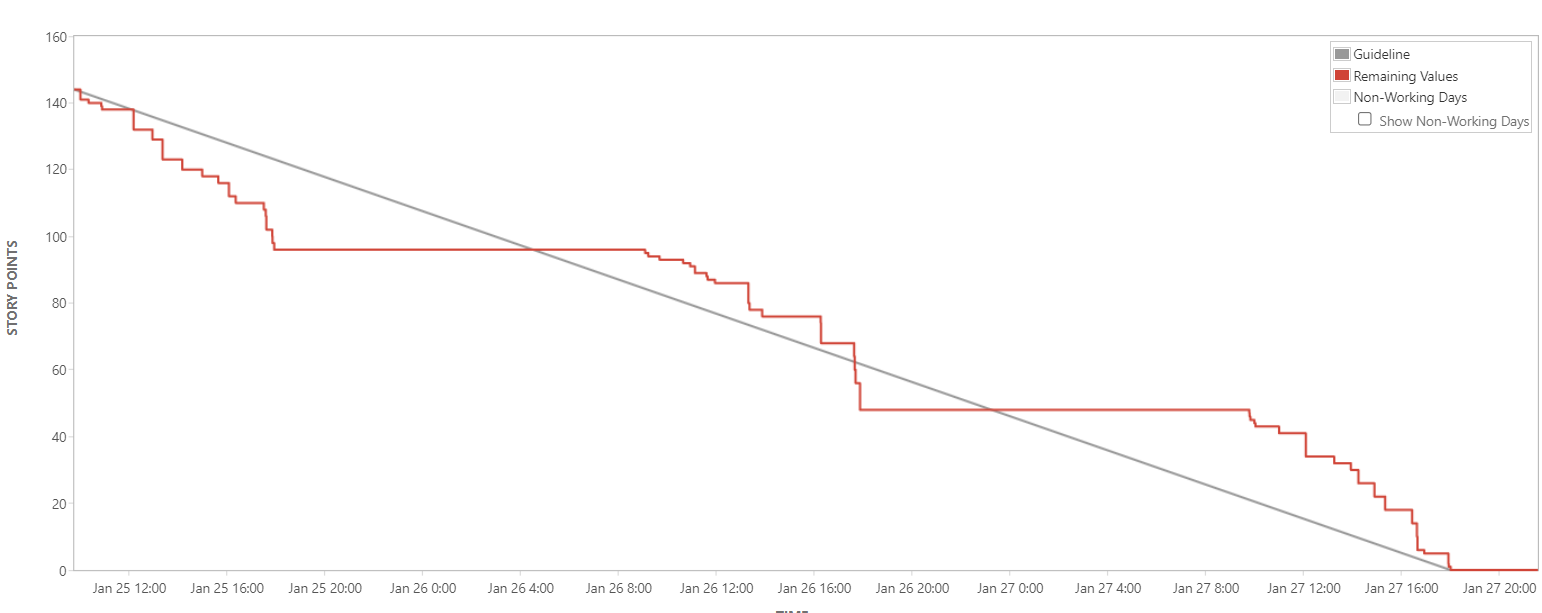 160
Guideline
Remaining Values
Non-Working Days
Show Non-Working Days
140
120
100
80
60
40
20
0
STORY POINTS
Jan 25 12:00 Jan 25 16:00 Jan 25 20:00 Jan 26 0:00 Jan 26 4:00 Jan 26 8:00 Jan 26 12:00 Jan 26 16:00 Jan 26 20:00 Jan 27 0:00 Jan 27 4:00 Jan 27 8:00 Jan 27 12:00 Jan 27 16:00 Jan 27 20:00